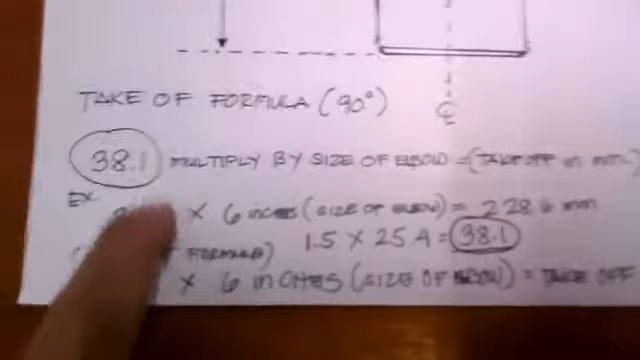 TAKE OF FORMULA (90°)
℄
38.1 MULTIPLY BY SIZE OF ELBOW = (TAKE OFF in mm.)
EX
x 6 inches (SIZE OF ELBOW) = 228.6 mm
1.5 x 25.4 = 38.1
FORMULA)
x 6 INCHES (SIZE OF ELBOW) = TAKE OFF